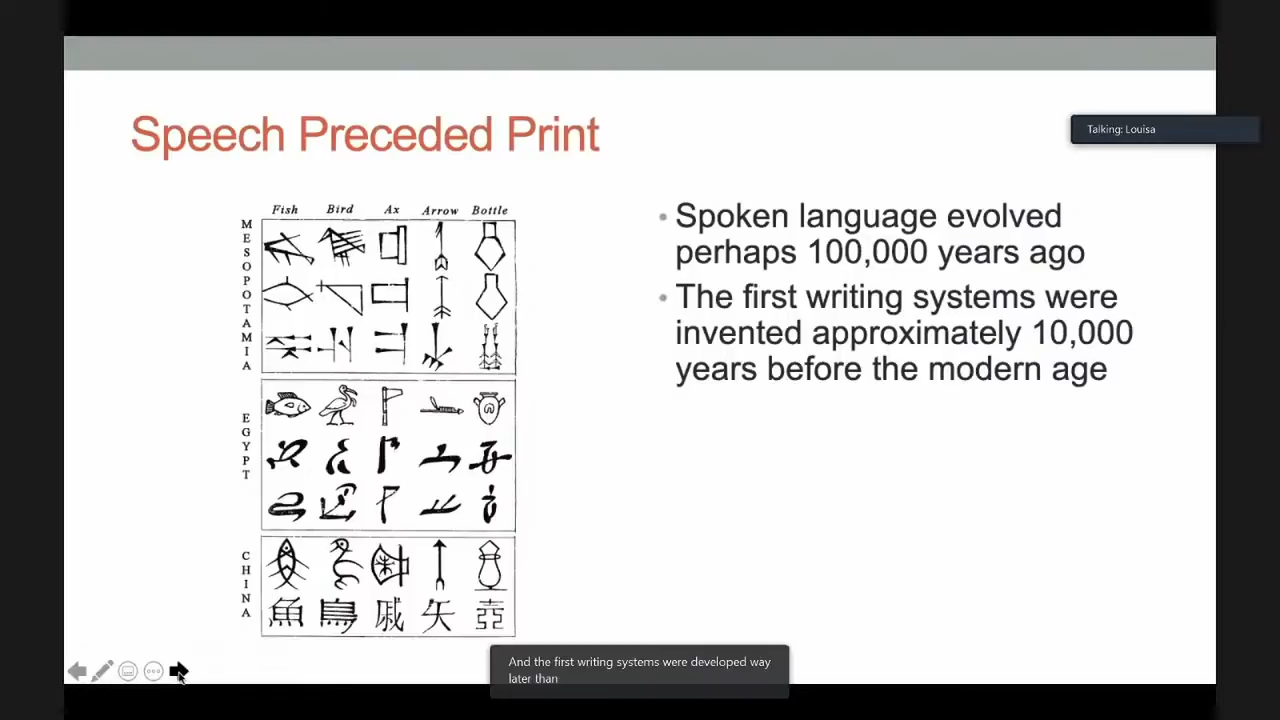 Speech Preceded Print
Talking: Louisa
Fish Bird Ax Arrow Bottle
MESOPOTAMIA
EGYPT
CHINA
魚 鳥 戚 矢 壺
• Spoken language evolved
perhaps 100,000 years ago
• The first writing systems were
invented approximately 10,000
years before the modern age
And the first writing systems were developed way
later than